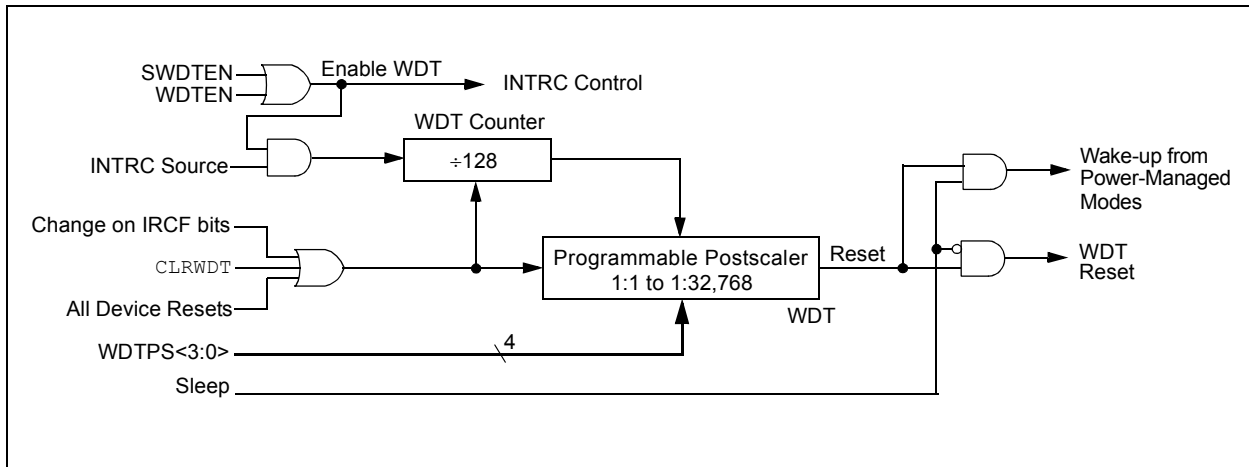 SWDTEN
WDTEN
Enable WDT
INTRC Control
WDT Counter
÷128
INTRC Source
Wake-up from
Power-Managed
Modes
Change on IRCF bits
CLRWDT
All Device Resets
Programmable Postscaler
1:1 to 1:32,768
Reset
WDT
Reset
WDT
WDTPS<3:0>
4
Sleep